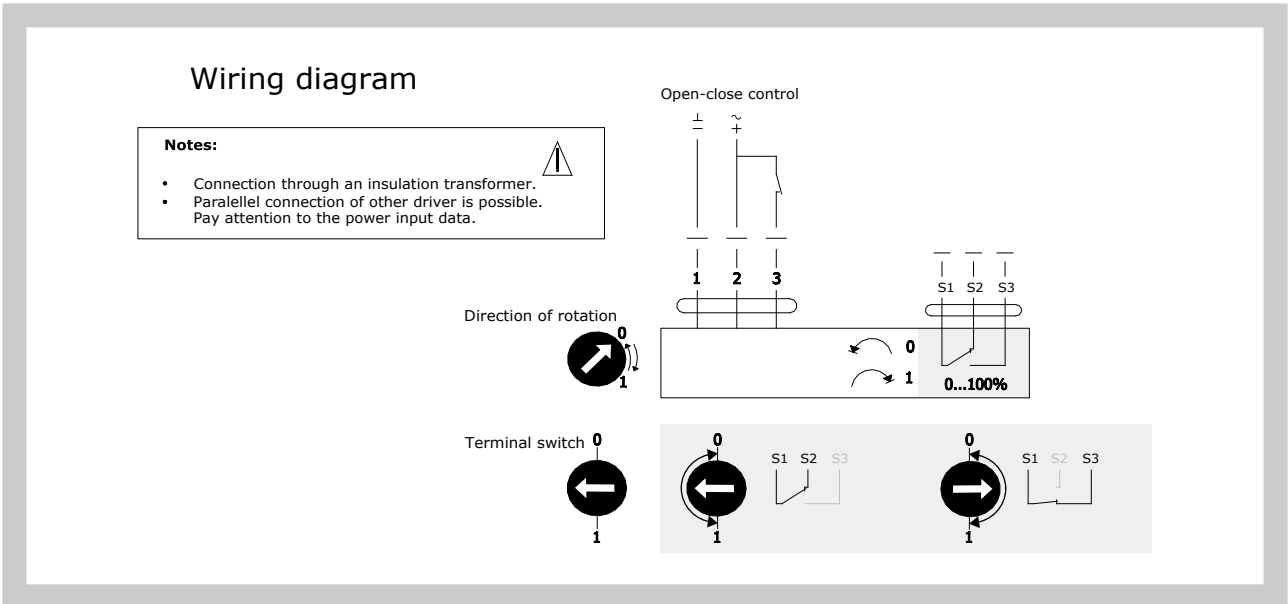 Wiring diagram
Open-close control
⊥ ~
− +
Notes:
• Connection through an insulation transformer.
• Paralellel connection of other driver is possible.
Pay attention to the power input data.
1 2 3
S1 S2 S3
Direction of rotation
0
1
0
1
0...100%
Terminal switch
0
1
0
1
S1 S2 S3
0
1
S1 S2 S3